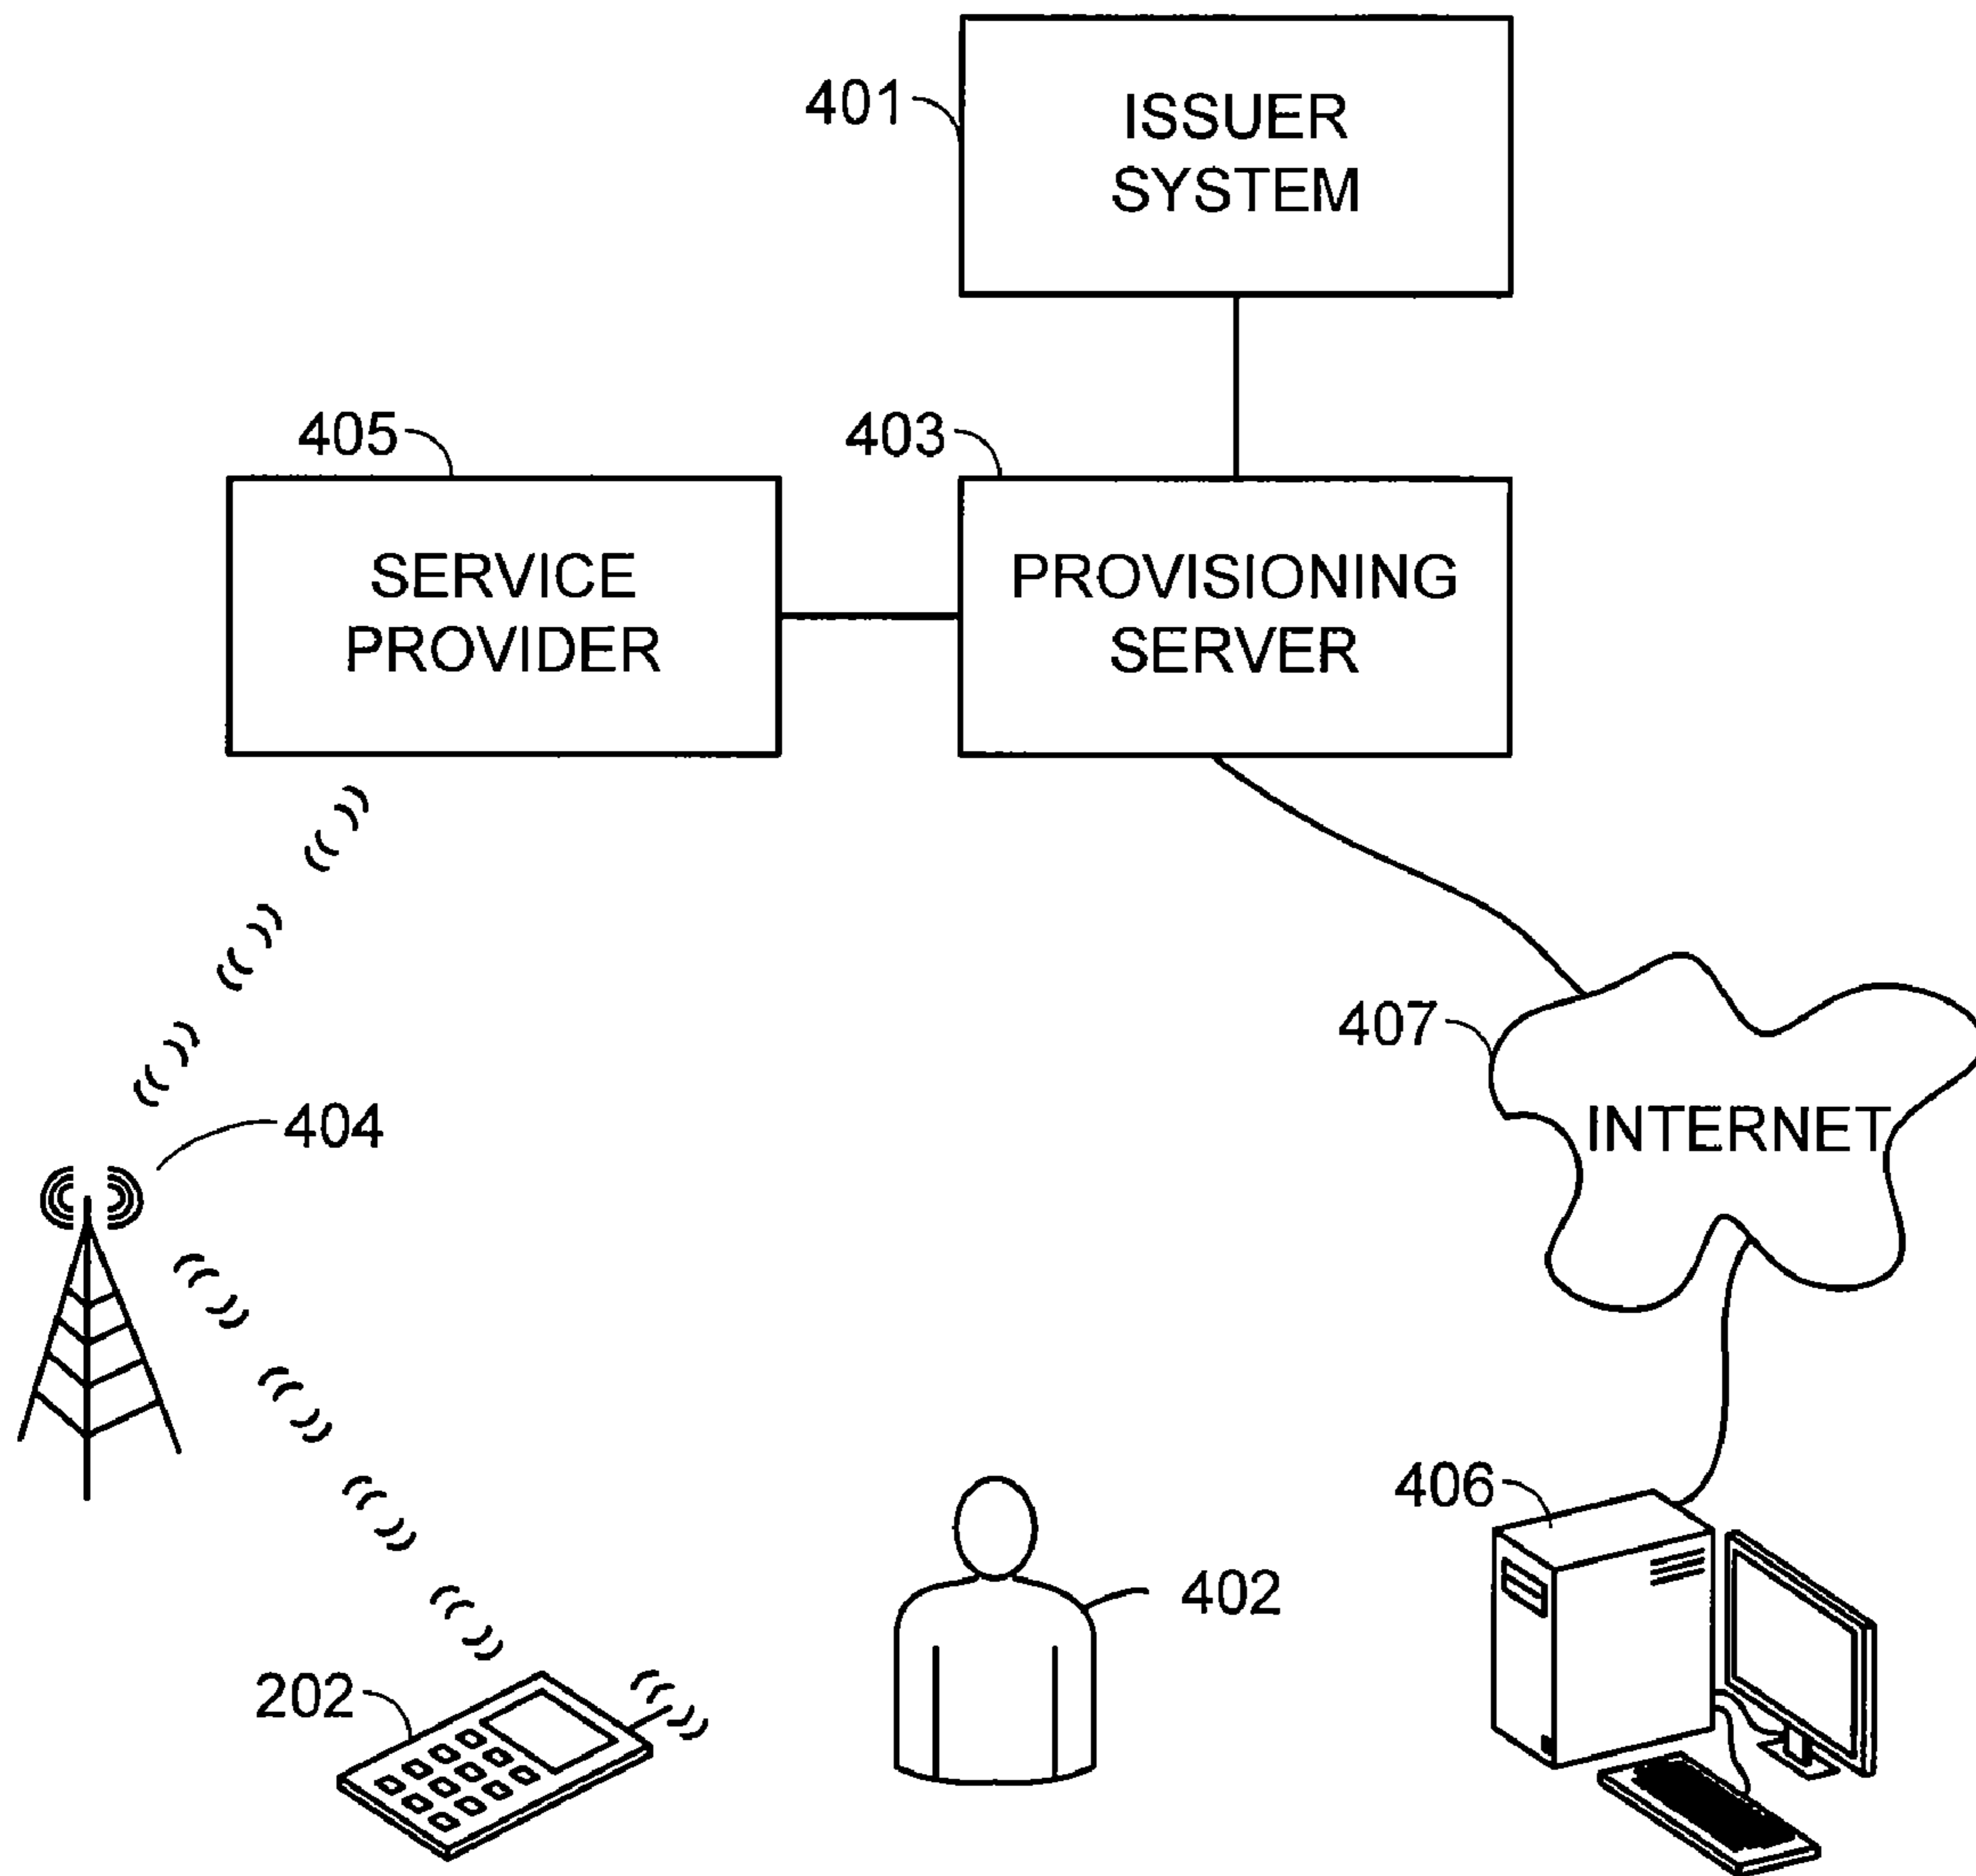 401
ISSUER
SYSTEM
405
403
SERVICE
PROVIDER
PROVISIONING
SERVER
407
404
INTERNET
406
402
202